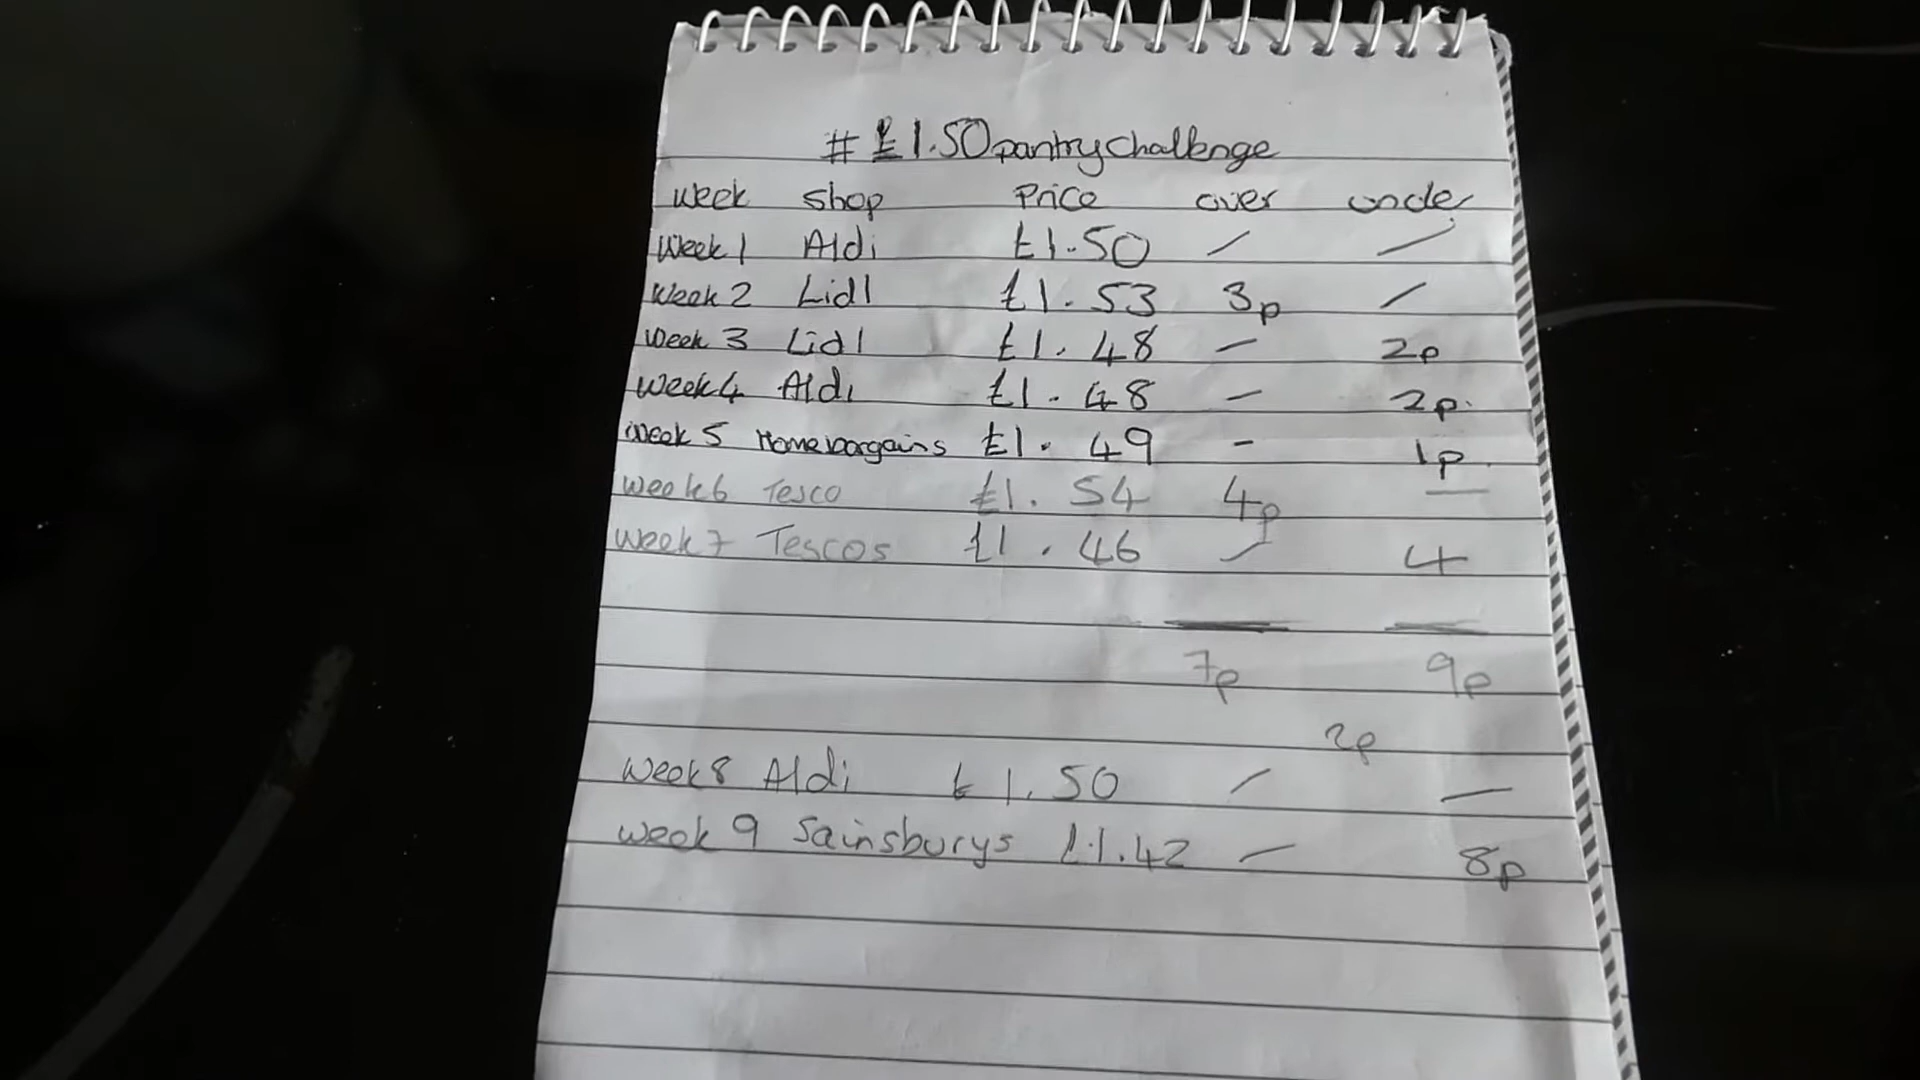 #£1.50pantrychallenge
Week Shop Price over under
Week 1 Aldi £1.50 / /
Week 2 Lidl £1.53 3p /
Week 3 Lidl £1.48 - 2p
Week 4 Aldi £1.48 - 2p.
Week 5 Homebargains £1.49 - 1p.
Week 6 Tesco £1.54 4p —
Week 7 Tescos £1.46 / 4
7p 9p
2p
Week 8 Aldi £1.50 / —
Week 9 Sainsburys £1.42 - 8p